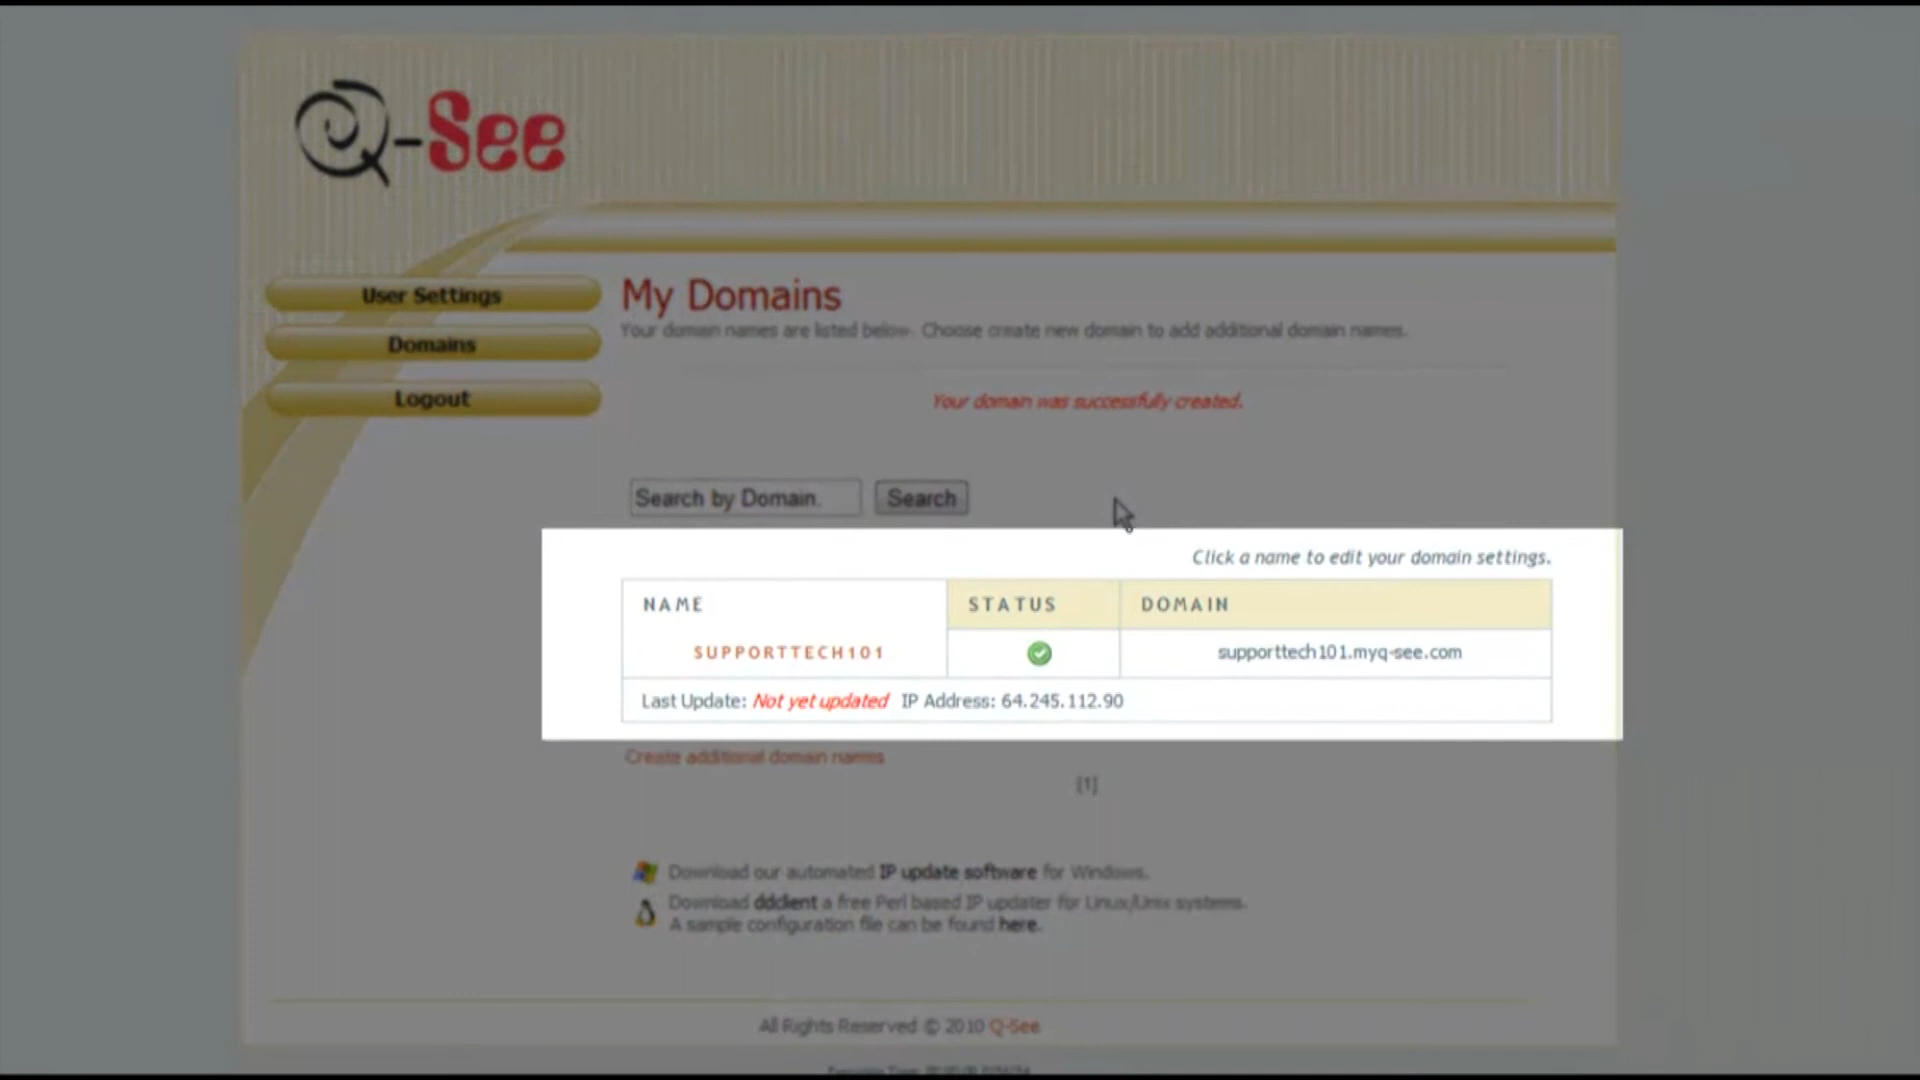 Q-See
User Settings
Domains
Logout
My Domains
Your domain names are listed below. Choose create new domain to add additional domain names.
Your domain was successfully created.
Search by Domain. Search
Click a name to edit your domain settings.
NAME STATUS DOMAIN
SUPPORTTECH101 supporttech101.myq-see.com
Last Update: Not yet updated IP Address: 64.245.112.90
Create additional domain names
[1]
Download our automated IP update software for Windows.
Download ddclient a free Perl based IP updater for Linux/Unix systems.
A sample configuration file can be found here.
All Rights Reserved © 2010 Q-See